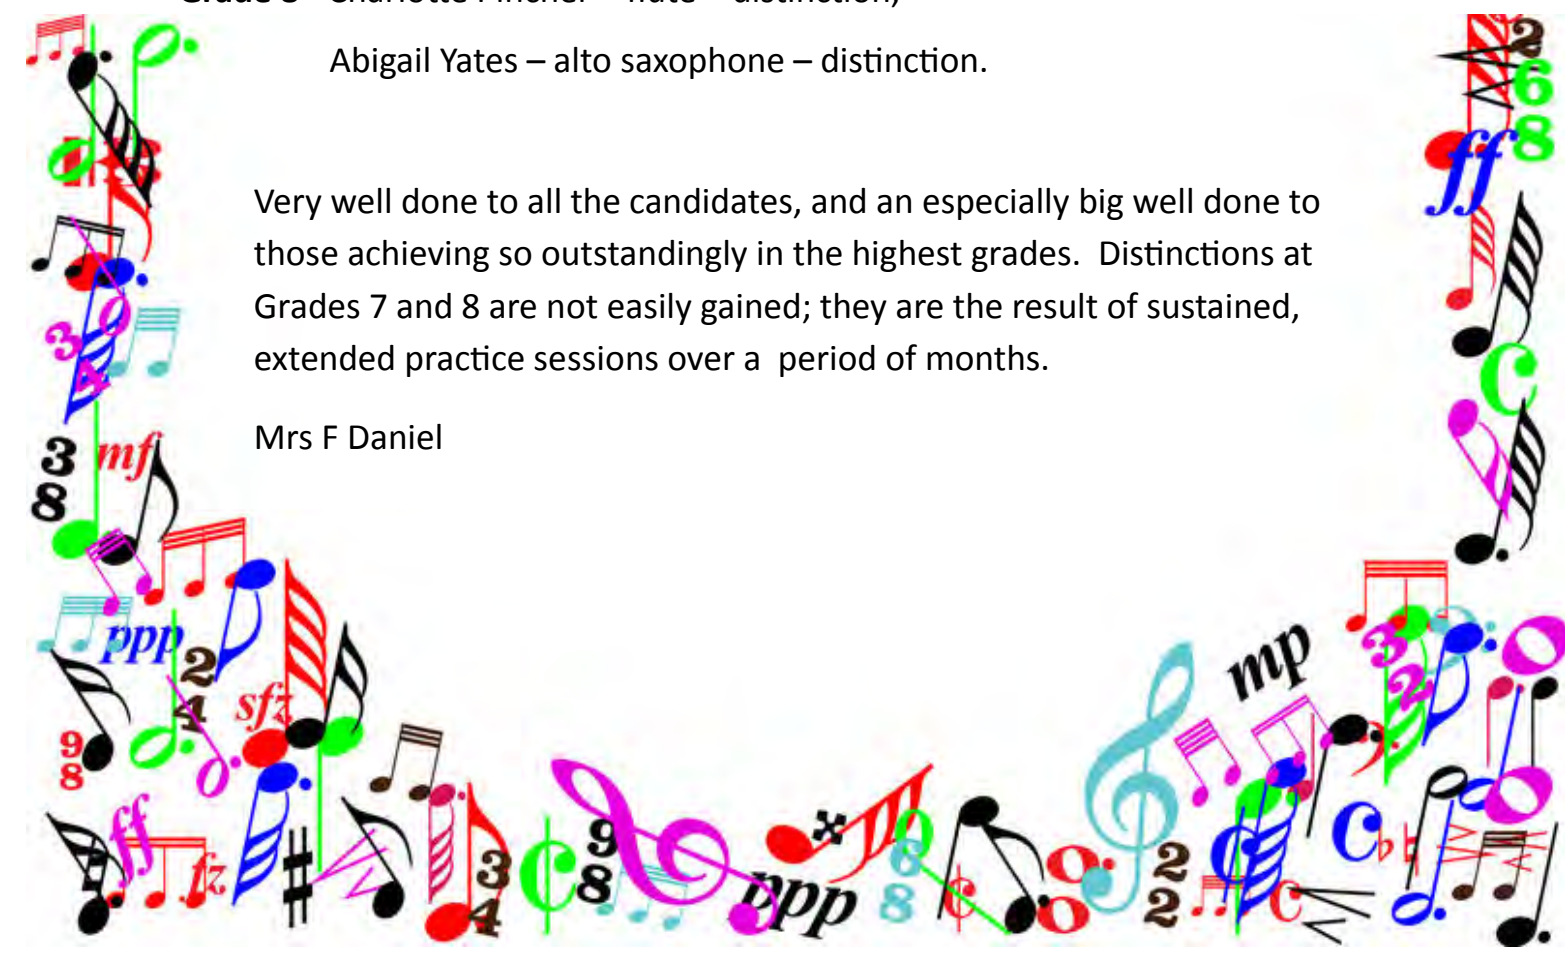 Abigail Yates – alto saxophone – distinction.
Very well done to all the candidates, and an especially big well done to
those achieving so outstandingly in the highest grades.  Distinctions at
Grades 7 and 8 are not easily gained; they are the result of sustained,
extended practice sessions over a  period of months.
Mrs F Daniel